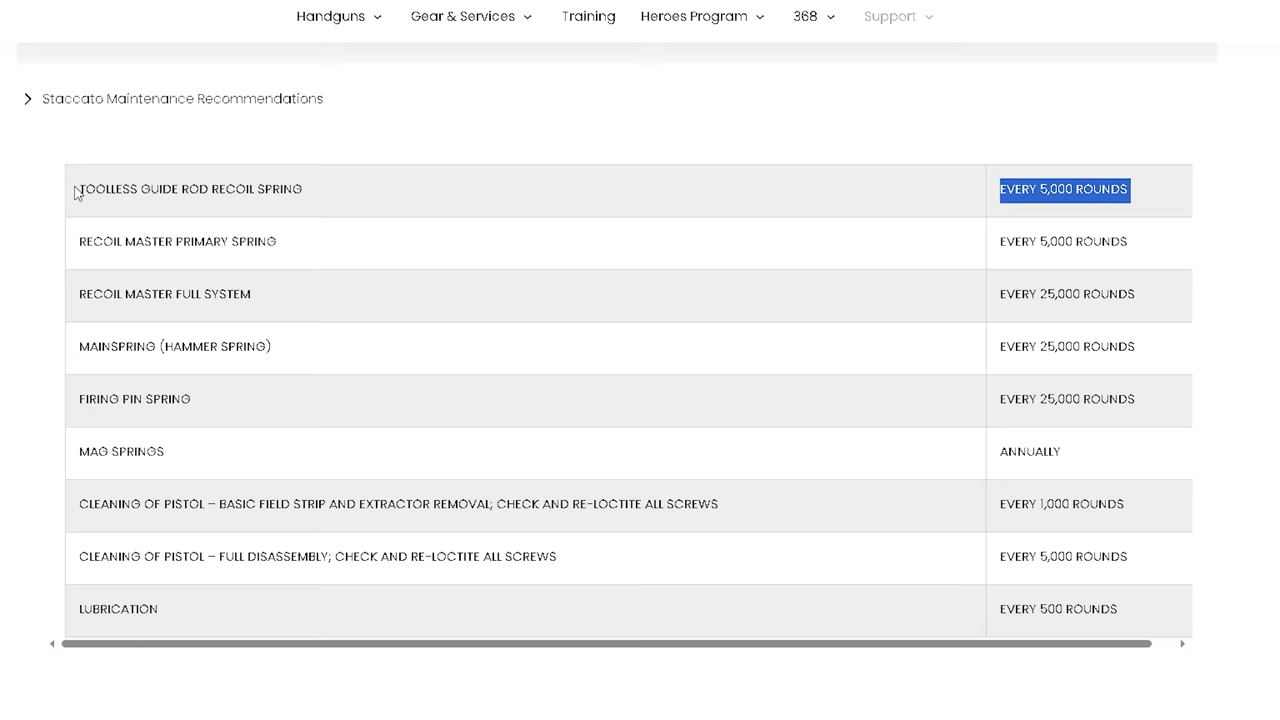 Handguns Gear & Services Training Heroes Program 368 Support
Staccato Maintenance Recommendations
TOOLLESS GUIDE ROD RECOIL SPRING EVERY 5,000 ROUNDS
RECOIL MASTER PRIMARY SPRING EVERY 5,000 ROUNDS
RECOIL MASTER FULL SYSTEM EVERY 25,000 ROUNDS
MAINSPRING (HAMMER SPRING) EVERY 25,000 ROUNDS
FIRING PIN SPRING EVERY 25,000 ROUNDS
MAG SPRINGS ANNUALLY
CLEANING OF PISTOL – BASIC FIELD STRIP AND EXTRACTOR REMOVAL; CHECK AND RE-LOCTITE ALL SCREWS EVERY 1,000 ROUNDS
CLEANING OF PISTOL – FULL DISASSEMBLY; CHECK AND RE-LOCTITE ALL SCREWS EVERY 5,000 ROUNDS
LUBRICATION EVERY 500 ROUNDS